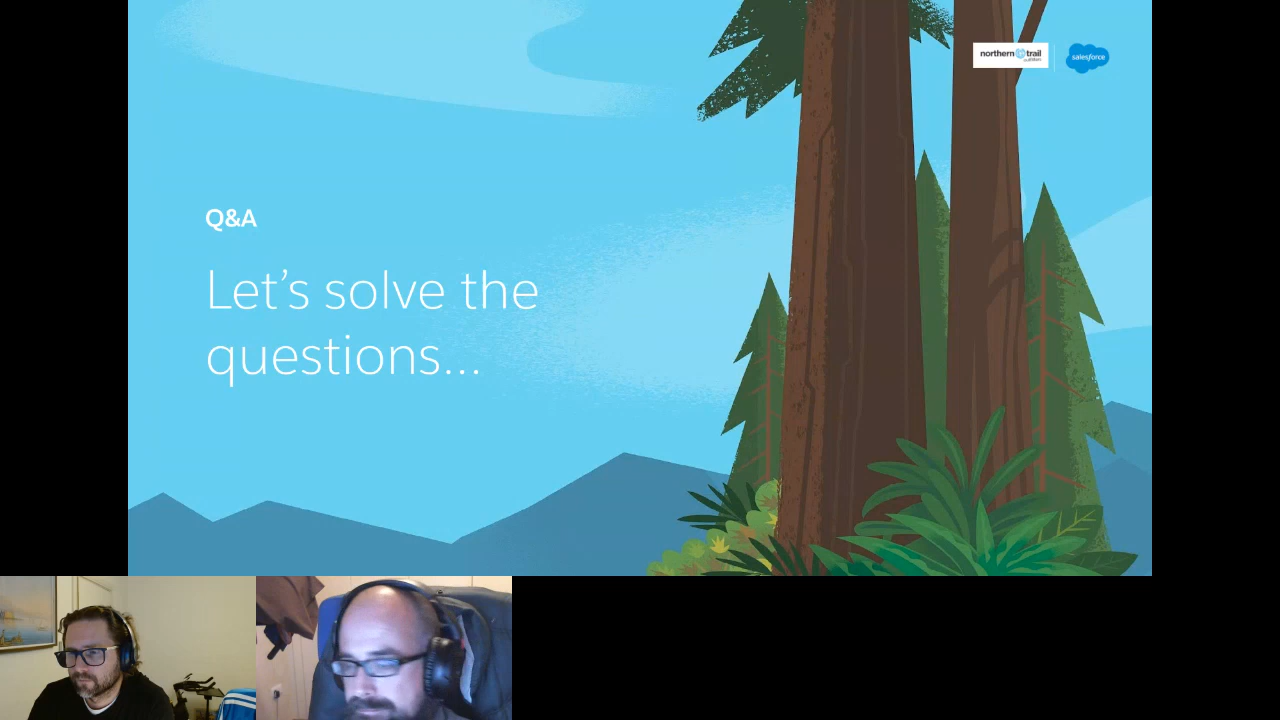 northern trail
salesforce
Q&A
Let's solve the
questions...